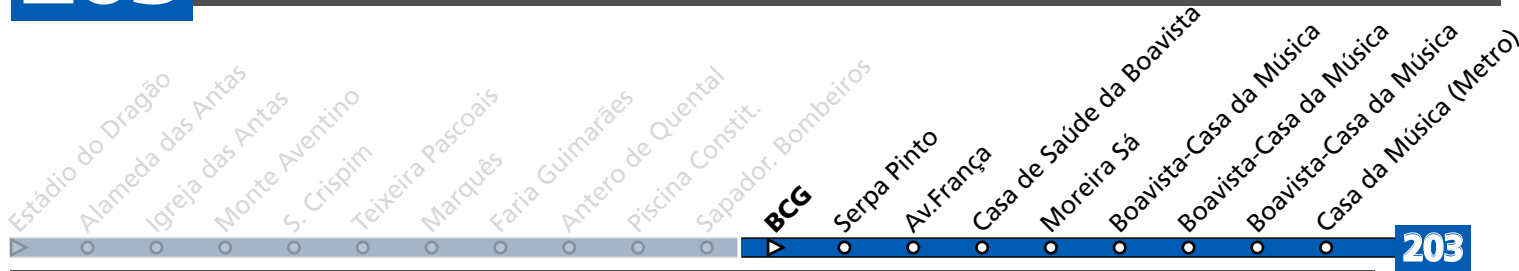 203
Estádio do Dragão
Alameda das Antas
Igreja das Antas
Monte Aventino
S. Crispim
Teixeira Pascoais
Marquês
Faria Guimarães
Antero de Quental
Piscina Constit.
Sapador. Bombeiros
BCG
Serpa Pinto
Av.França
Casa de Saúde da Boavista
Moreira Sá
Boavista-Casa da Música
Boavista-Casa da Música
Boavista-Casa da Música
Casa da Música (Metro)
203